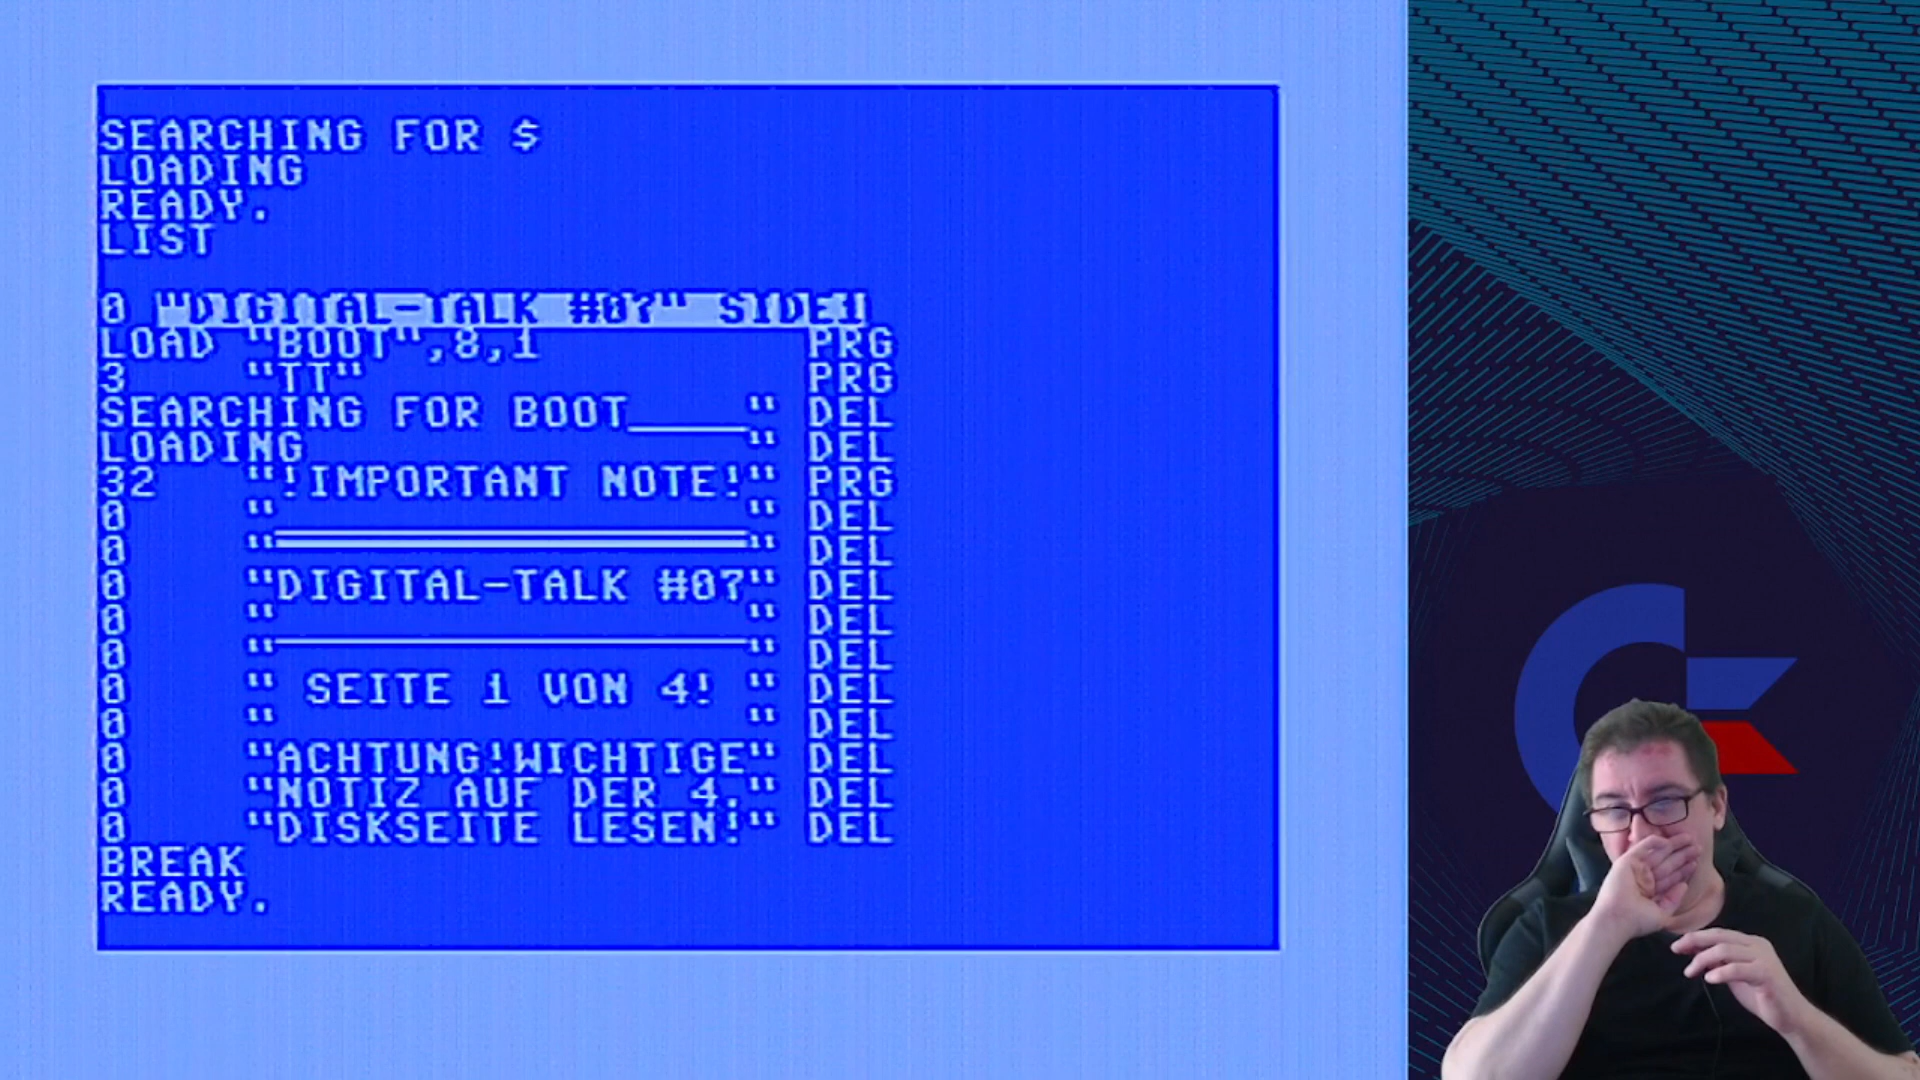 SEARCHING FOR $
LOADING
READY.
LIST
0 "DIGITAL-TALK #07" SIDE1
LOAD "BOOT",8,1 PRG
3 "TT" PRG
SEARCHING FOR BOOT_____" DEL
LOADING " DEL
32 "!IMPORTANT NOTE!" PRG
0 " " DEL
0 " " DEL
0 "DIGITAL-TALK #07" DEL
0 " " DEL
0 " " DEL
0 " SEITE 1 VON 4! " DEL
0 " " DEL
0 "ACHTUNG!WICHTIGE" DEL
0 "NOTIZ AUF DER 4." DEL
0 "DISKSEITE LESEN!" DEL
BREAK
READY.